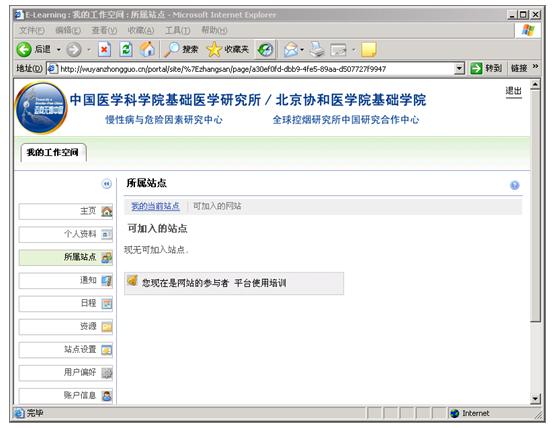 E-Learning : 我的工作空间 : 所属站点 - Microsoft Internet Explorer
文件(F) 编辑(E) 查看(V) 收藏(A) 工具(T) 帮助(H)
后退 搜索 收藏夹
地址(D) http://wuyanzhongguo.cn/portal/site/%7Ezhangsan/page/a30ef0fd-dbb9-4fe5-89aa-d507727f9947 转到 链接 »
中国医学科学院基础医学研究所 / 北京协和医学院基础学院
退出
慢性病与危险因素研究中心 全球控烟研究所中国研究合作中心
我的工作空间
所属站点
我的当前站点 | 可加入的网站
可加入的站点
现无可加入站点.
您现在是网站的参与者 平台使用培训
主页
个人资料
所属站点
通知
日程
资源
站点设置
用户偏好
账户信息
完毕 Internet